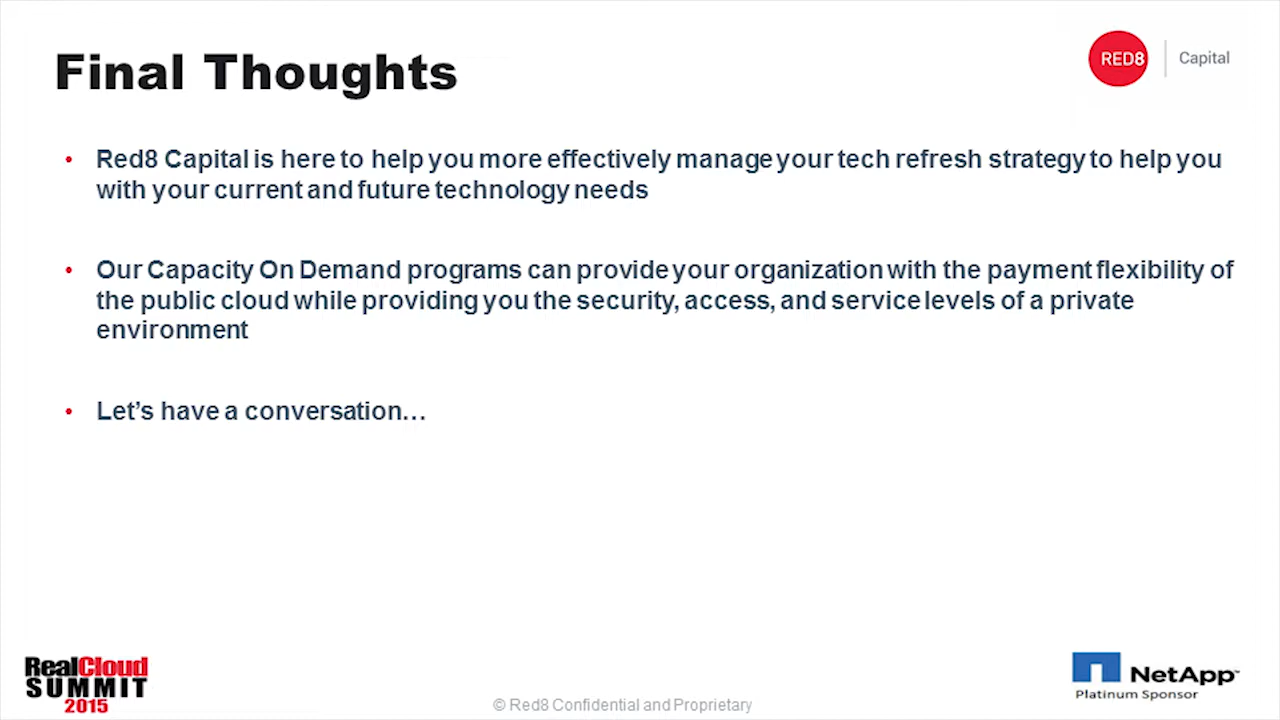 Final Thoughts
RED8 Capital
• Red8 Capital is here to help you more effectively manage your tech refresh strategy to help you
with your current and future technology needs
• Our Capacity On Demand programs can provide your organization with the payment flexibility of
the public cloud while providing you the security, access, and service levels of a private
environment
• Let’s have a conversation…
RealCloud
SUMMIT
2015
© Red8 Confidential and Proprietary
NetApp™
Platinum Sponsor